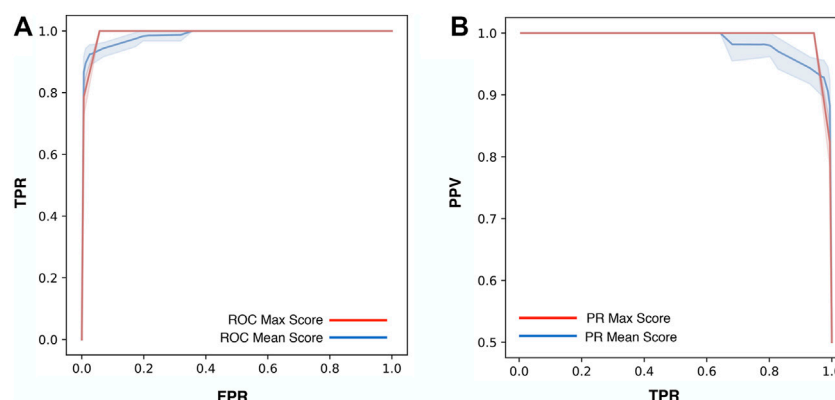 A
1.0
0.8
0.6
0.4
0.2
0.0
TPR
ROC Max Score
ROC Mean Score
0.0 0.2 0.4 0.6 0.8 1.0
FPR
B
1.0
0.9
0.8
0.7
0.6
0.5
PPV
PR Max Score
PR Mean Score
0.0 0.2 0.4 0.6 0.8 1.0
TPR